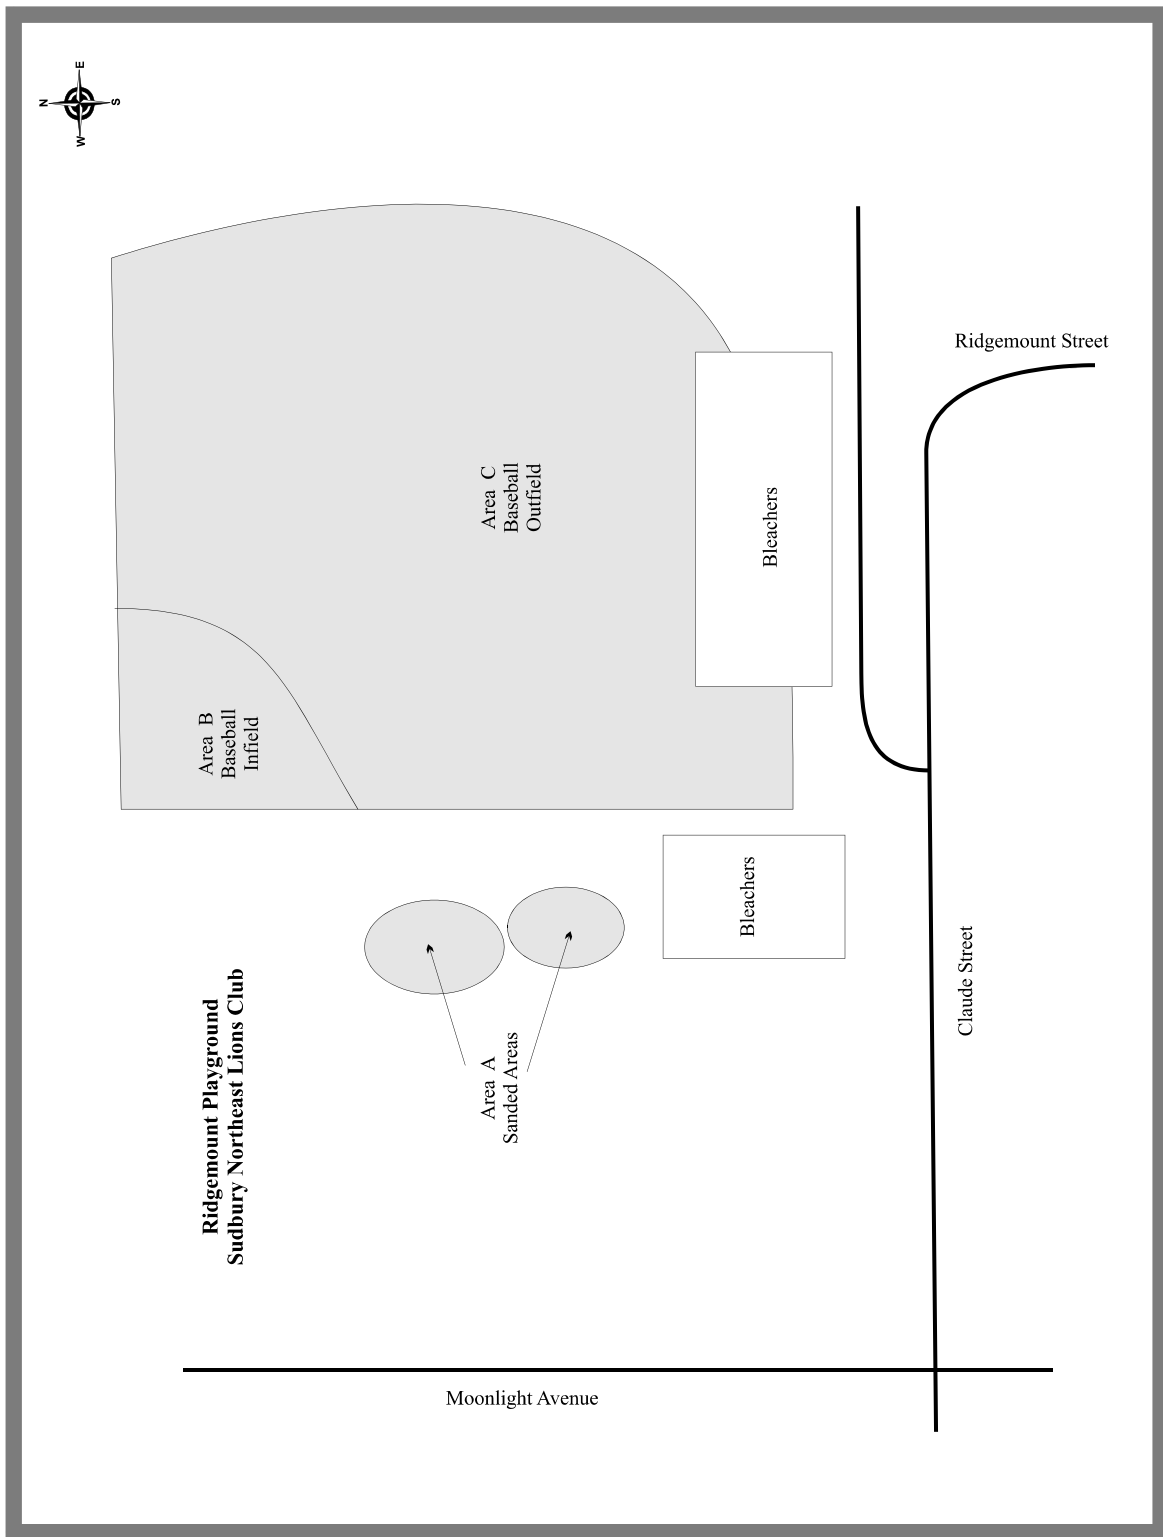 Ridgemount Playground
Sudbury Northeast Lions Club
N
E
S
W
Area B
Baseball
Infield
Area C
Baseball
Outfield
Bleachers
Bleachers
Area A
Sanded Areas
Ridgemount Street
Claude Street
Moonlight Avenue